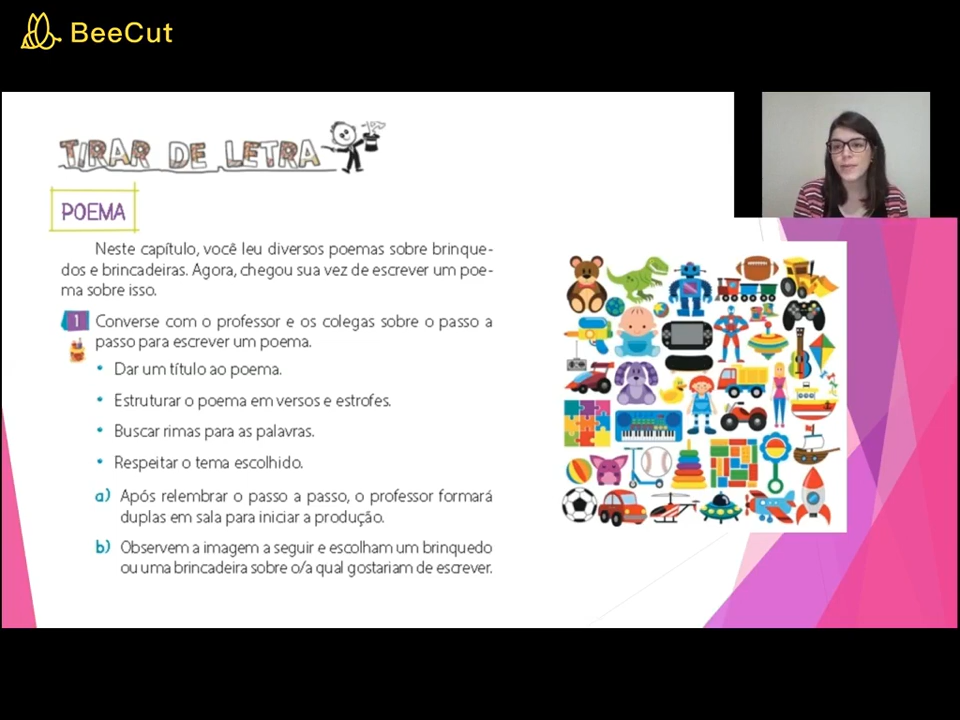 BeeCut
TIRAR DE LETRA
POEMA
Neste capítulo, você leu diversos poemas sobre brinque-
dos e brincadeiras. Agora, chegou sua vez de escrever um poe-
ma sobre isso.
1 Converse com o professor e os colegas sobre o passo a
passo para escrever um poema.
• Dar um título ao poema.
• Estruturar o poema em versos e estrofes.
• Buscar rimas para as palavras.
• Respeitar o tema escolhido.
a) Após relembrar o passo a passo, o professor formará
duplas em sala para iniciar a produção.
b) Observem a imagem a seguir e escolham um brinquedo
ou uma brincadeira sobre o/a qual gostariam de escrever.